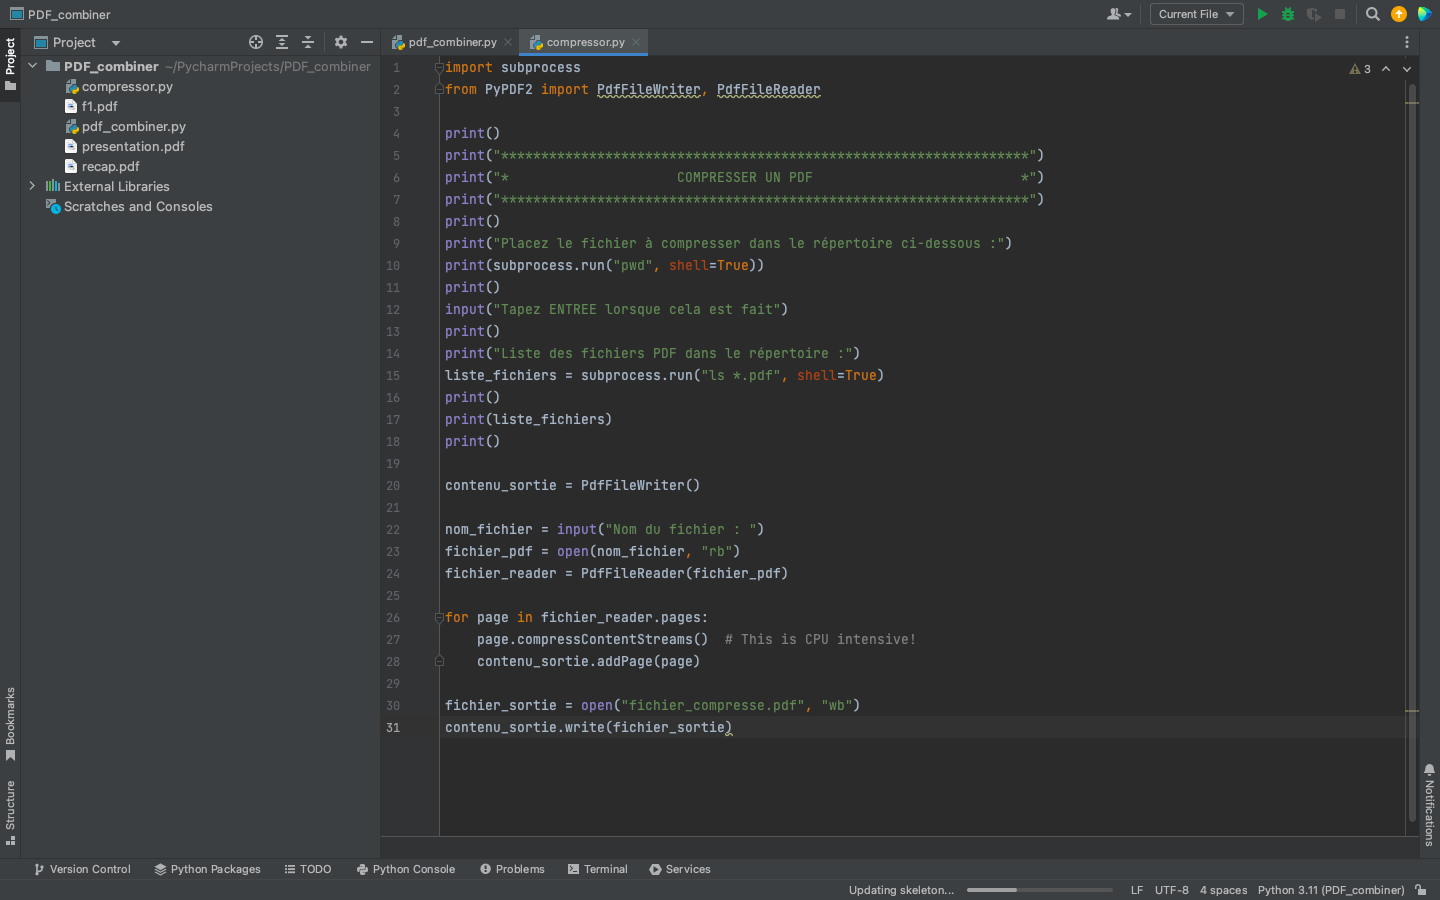 PDF_combiner
Current File
Project
Project
PDF_combiner ~/PycharmProjects/PDF_combiner
compressor.py
f1.pdf
pdf_combiner.py
presentation.pdf
recap.pdf
External Libraries
Scratches and Consoles
Bookmarks
Structure
pdf_combiner.py
compressor.py
3
1 import subprocess
2 from PyPDF2 import PdfFileWriter, PdfFileReader
3
4 print()
5 print("******************************************************************")
6 print("*                     COMPRESSER UN PDF                          *")
7 print("******************************************************************")
8 print()
9 print("Placez le fichier à compresser dans le répertoire ci-dessous :")
10 print(subprocess.run("pwd", shell=True))
11 print()
12 input("Tapez ENTREE lorsque cela est fait")
13 print()
14 print("Liste des fichiers PDF dans le répertoire :")
15 liste_fichiers = subprocess.run("ls *.pdf", shell=True)
16 print()
17 print(liste_fichiers)
18 print()
19
20 contenu_sortie = PdfFileWriter()
21
22 nom_fichier = input("Nom du fichier : ")
23 fichier_pdf = open(nom_fichier, "rb")
24 fichier_reader = PdfFileReader(fichier_pdf)
25
26 for page in fichier_reader.pages:
27     page.compressContentStreams()  # This is CPU intensive!
28     contenu_sortie.addPage(page)
29
30 fichier_sortie = open("fichier_compresse.pdf", "wb")
31 contenu_sortie.write(fichier_sortie)
Notifications
Version Control
Python Packages
TODO
Python Console
Problems
Terminal
Services
Updating skeleton...
LF
UTF-8
4 spaces
Python 3.11 (PDF_combiner)